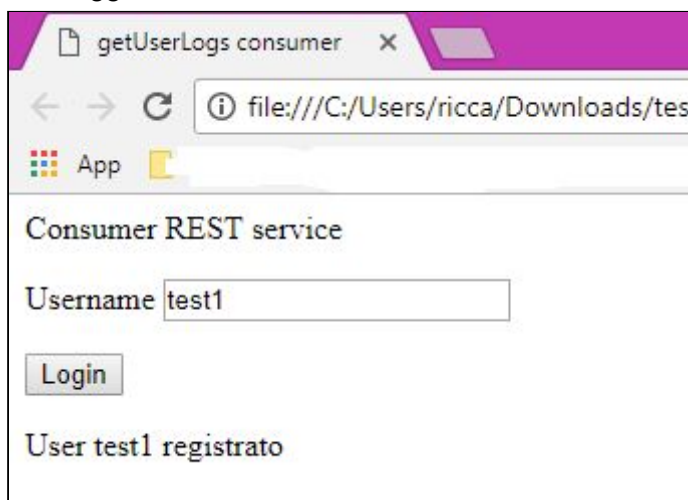 getUserLogs consumer
file:///C:/Users/ricca/Downloads/tes
App
Consumer REST service
Username test1
Login
User test1 registrato